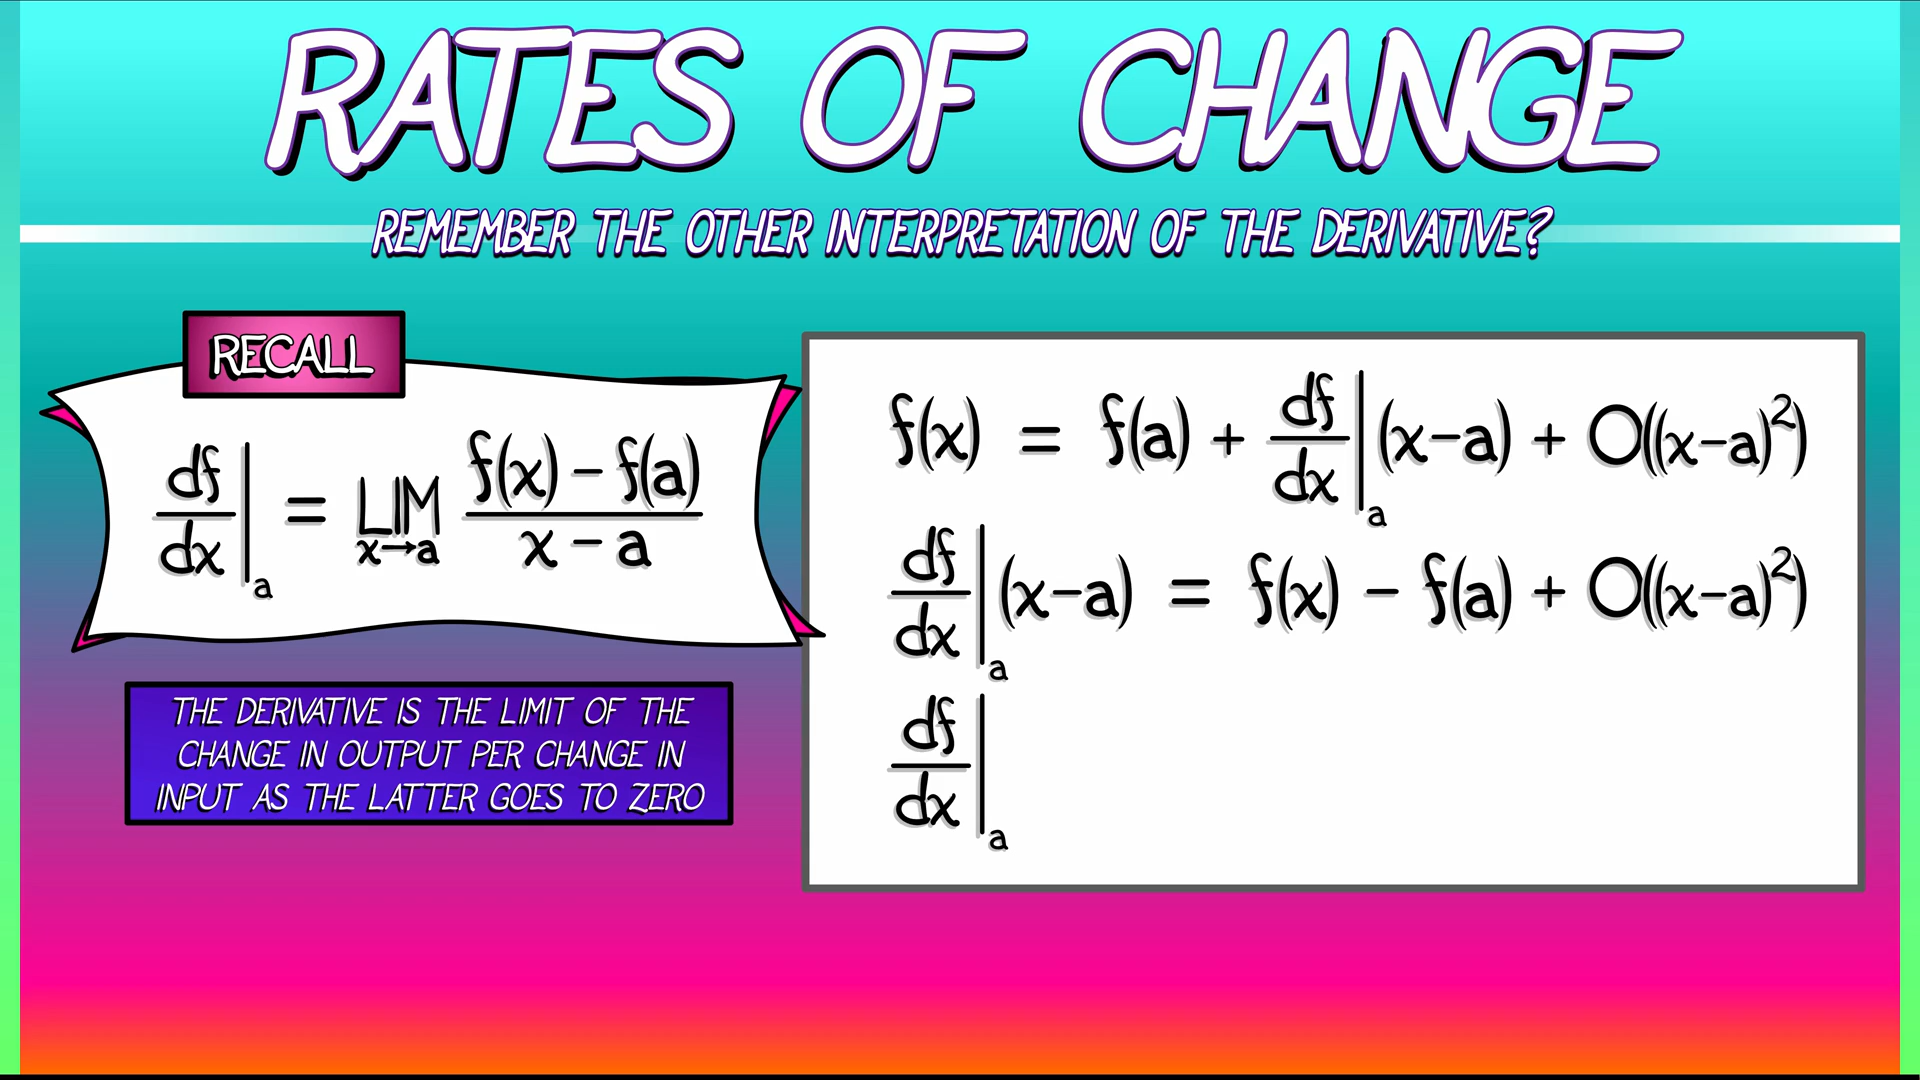 RATES OF CHANGE
REMEMBER THE OTHER INTERPRETATION OF THE DERIVATIVE?
RECALL
df/dx|ₐ = LIM x→a (f(x) − f(a))/(x − a)
THE DERIVATIVE IS THE LIMIT OF THE
CHANGE IN OUTPUT PER CHANGE IN
INPUT AS THE LATTER GOES TO ZERO
f(x) = f(a) + df/dx|ₐ (x−a) + O((x−a)²)
df/dx|ₐ (x−a) = f(x) − f(a) + O((x−a)²)
df/dx|ₐ